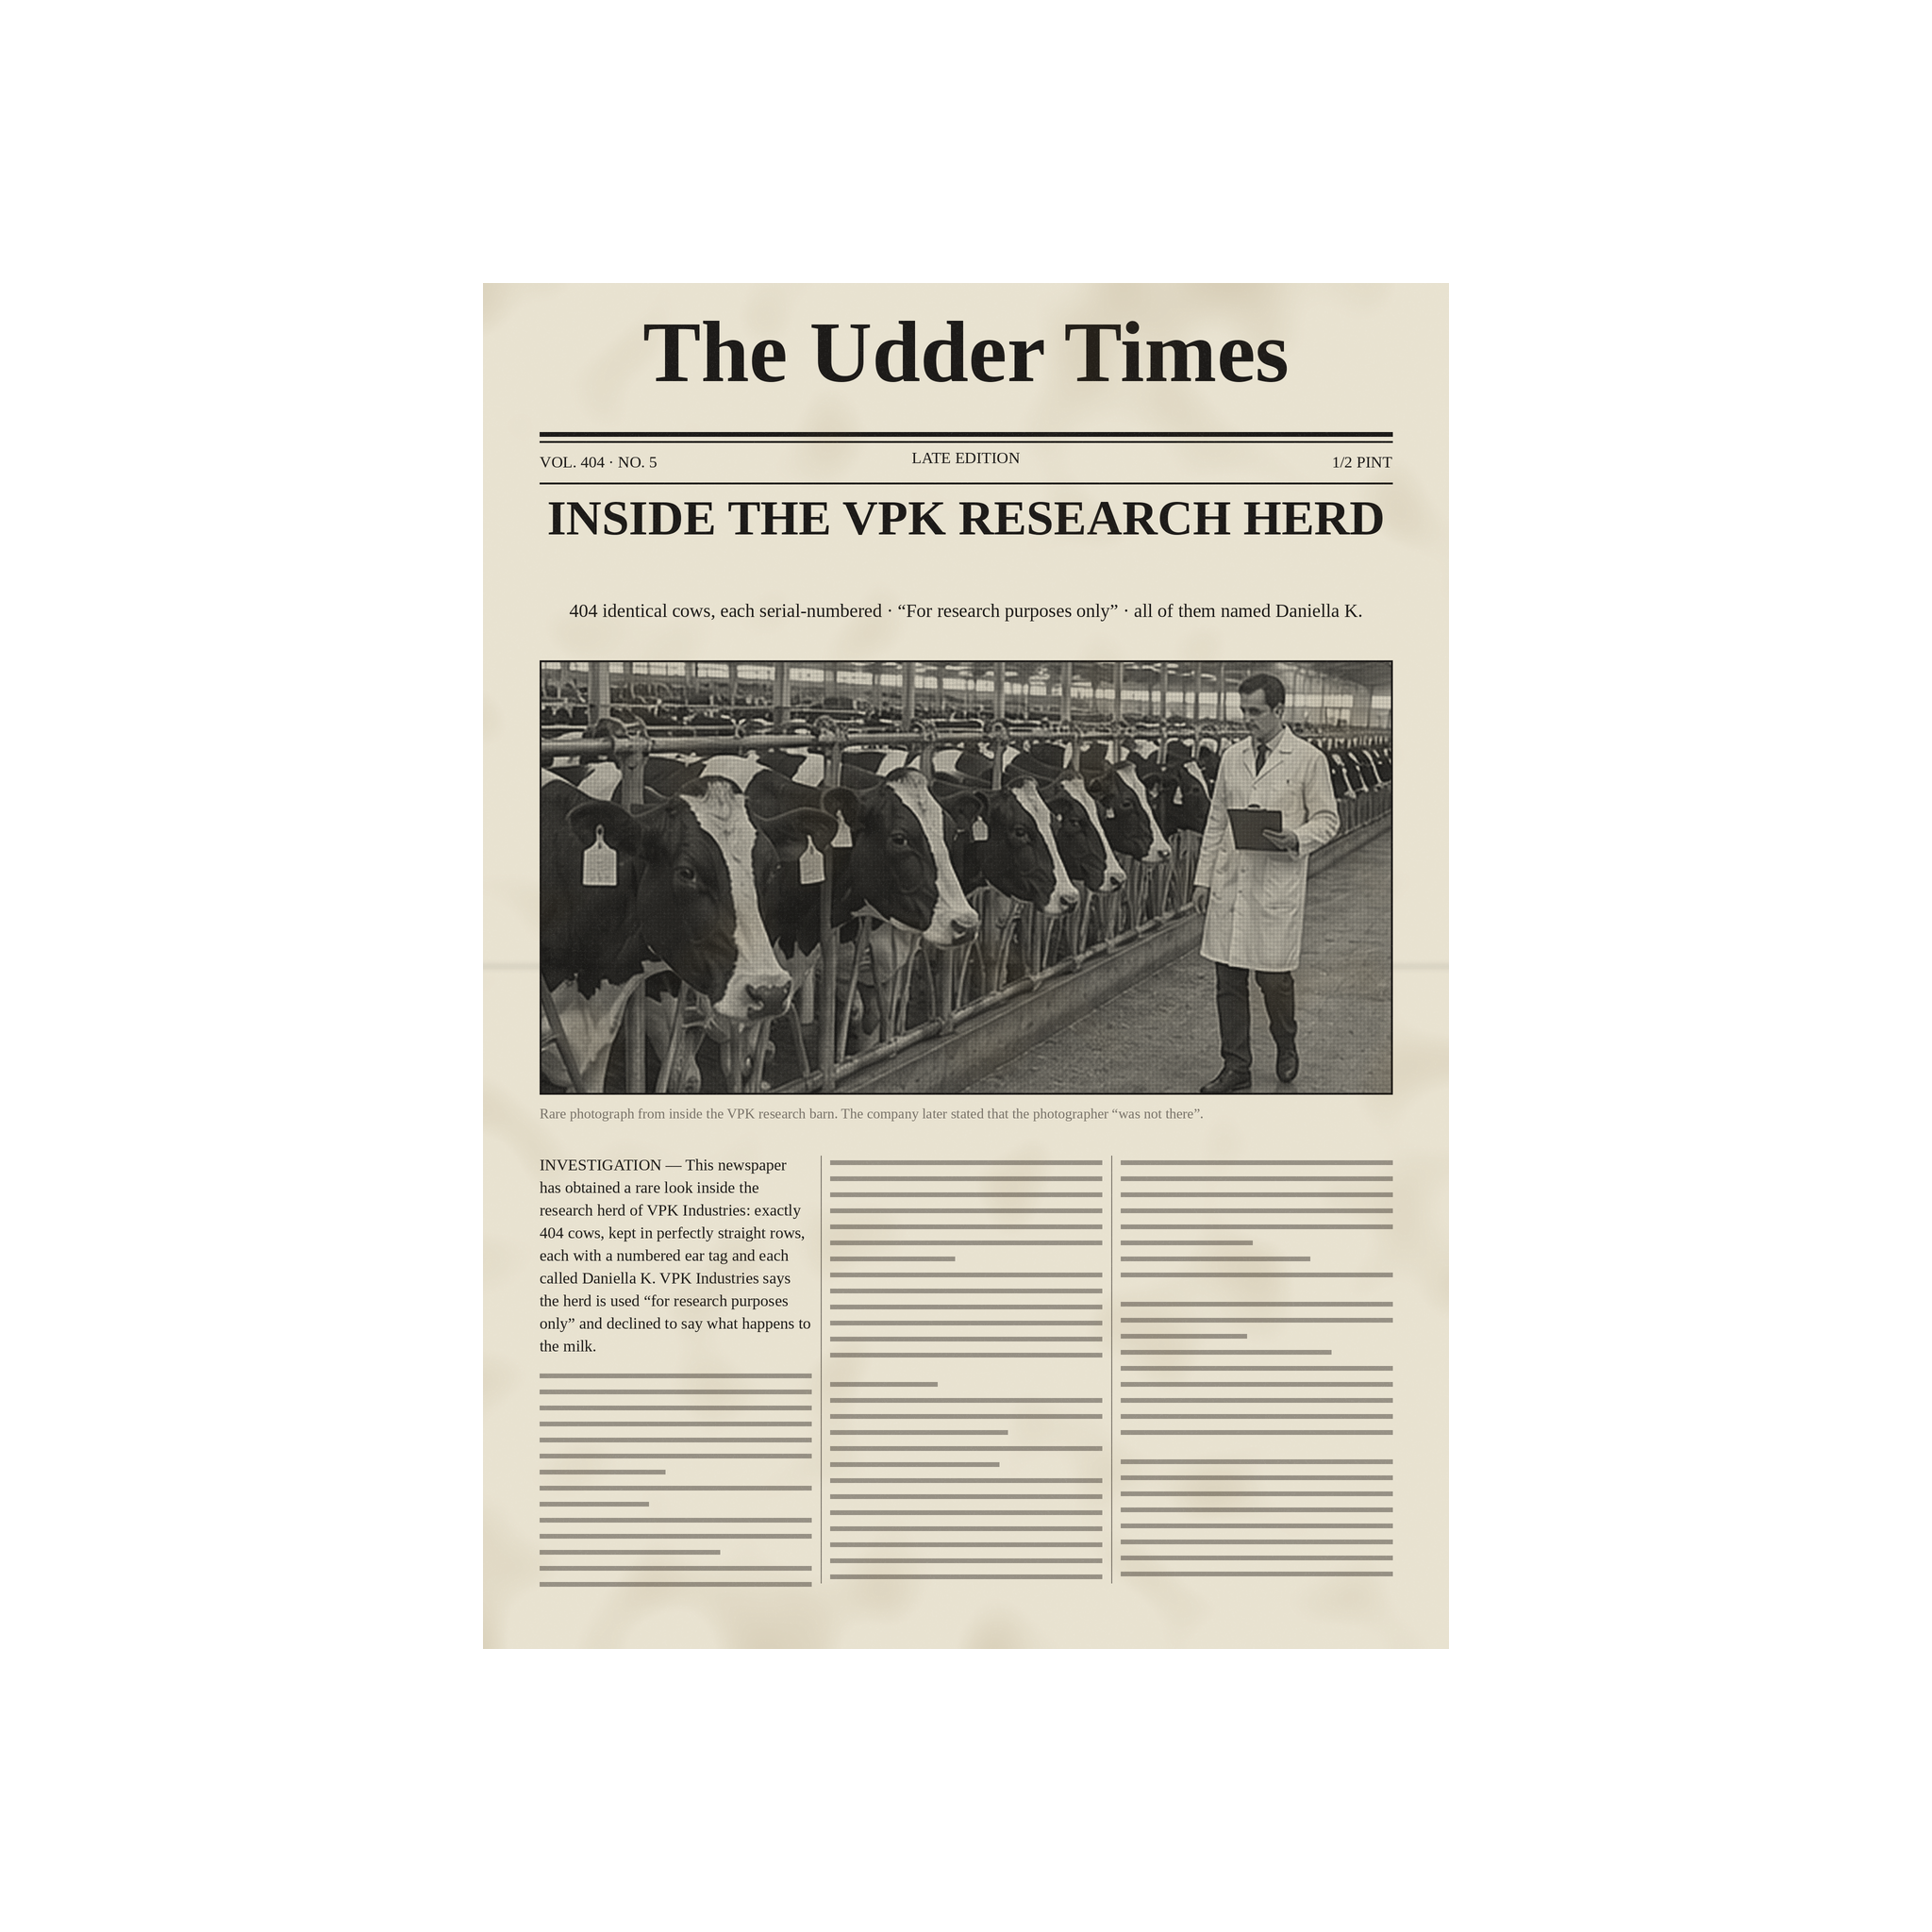 The Udder Times
VOL. 404 · NO. 5
LATE EDITION
1/2 PINT
INSIDE THE VPK RESEARCH HERD
404 identical cows, each serial-numbered · “For research purposes only” · all of them named Daniella K.
Rare photograph from inside the VPK research barn. The company later stated that the photographer “was not there”.
INVESTIGATION — This newspaper
has obtained a rare look inside the
research herd of VPK Industries: exactly
404 cows, kept in perfectly straight rows,
each with a numbered ear tag and each
called Daniella K. VPK Industries says
the herd is used “for research purposes
only” and declined to say what happens to
the milk.